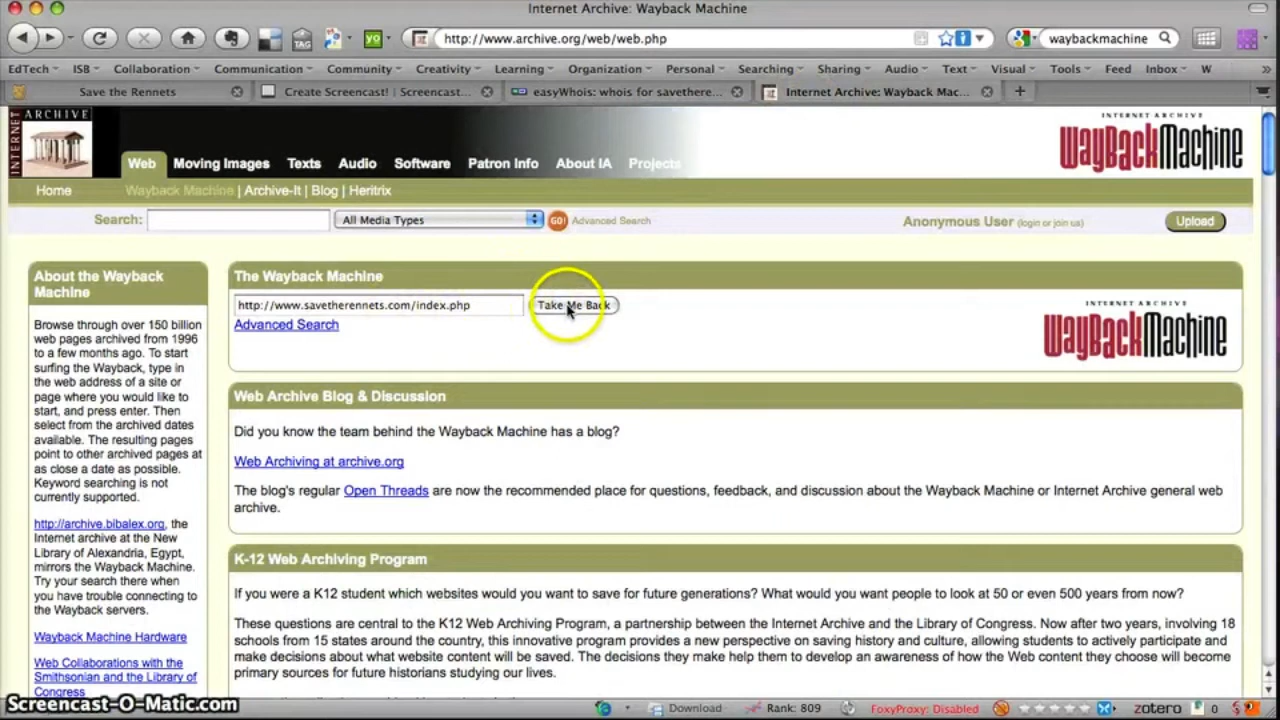 Internet Archive: Wayback Machine
http://www.archive.org/web/web.php
waybackmachine
EdTech ISB Collaboration Communication Community Creativity Learning Organization Personal Searching Sharing Audio Text Visual Tools Feed Inbox W »
Save the Rennets
Create Screencast! | Screencast...
easyWhois: whois for savethere...
Internet Archive: Wayback Mac...
INTERNET ARCHIVE
Web Moving Images Texts Audio Software Patron Info About IA Projects
INTERNET ARCHIVE
WayBackMachine
Home Wayback Machine | Archive-It | Blog | Heritrix
Search: All Media Types GO! Advanced Search Anonymous User (login or join us) Upload
About the Wayback
Machine
Browse through over 150 billion
web pages archived from 1996
to a few months ago. To start
surfing the Wayback, type in
the web address of a site or
page where you would like to
start, and press enter. Then
select from the archived dates
available. The resulting pages
point to other archived pages at
as close a date as possible.
Keyword searching is not
currently supported.
http://archive.bibalex.org, the
Internet archive at the New
Library of Alexandria, Egypt,
mirrors the Wayback Machine.
Try your search there when
you have trouble connecting to
the Wayback servers.
Wayback Machine Hardware
Web Collaborations with the
Smithsonian and the Library of
Congress
The Wayback Machine
http://www.savetherennets.com/index.php Take Me Back
Advanced Search
INTERNET ARCHIVE
WayBackMachine
Web Archive Blog & Discussion
Did you know the team behind the Wayback Machine has a blog?
Web Archiving at archive.org
The blog's regular Open Threads are now the recommended place for questions, feedback, and discussion about the Wayback Machine or Internet Archive general web
archive.
K-12 Web Archiving Program
If you were a K12 student which websites would you want to save for future generations? What would you want people to look at 50 or even 500 years from now?
These questions are central to the K12 Web Archiving Program, a partnership between the Internet Archive and the Library of Congress. Now after two years, involving 18
schools from 15 states around the country, this innovative program provides a new perspective on saving history and culture, allowing students to actively participate and
make decisions about what website content will be saved. The decisions they make help them to develop an awareness of how the Web content they choose will become
primary sources for future historians studying our lives.
Screencast-O-Matic.com
Download Rank: 809 FoxyProxy: Disabled zotero 0